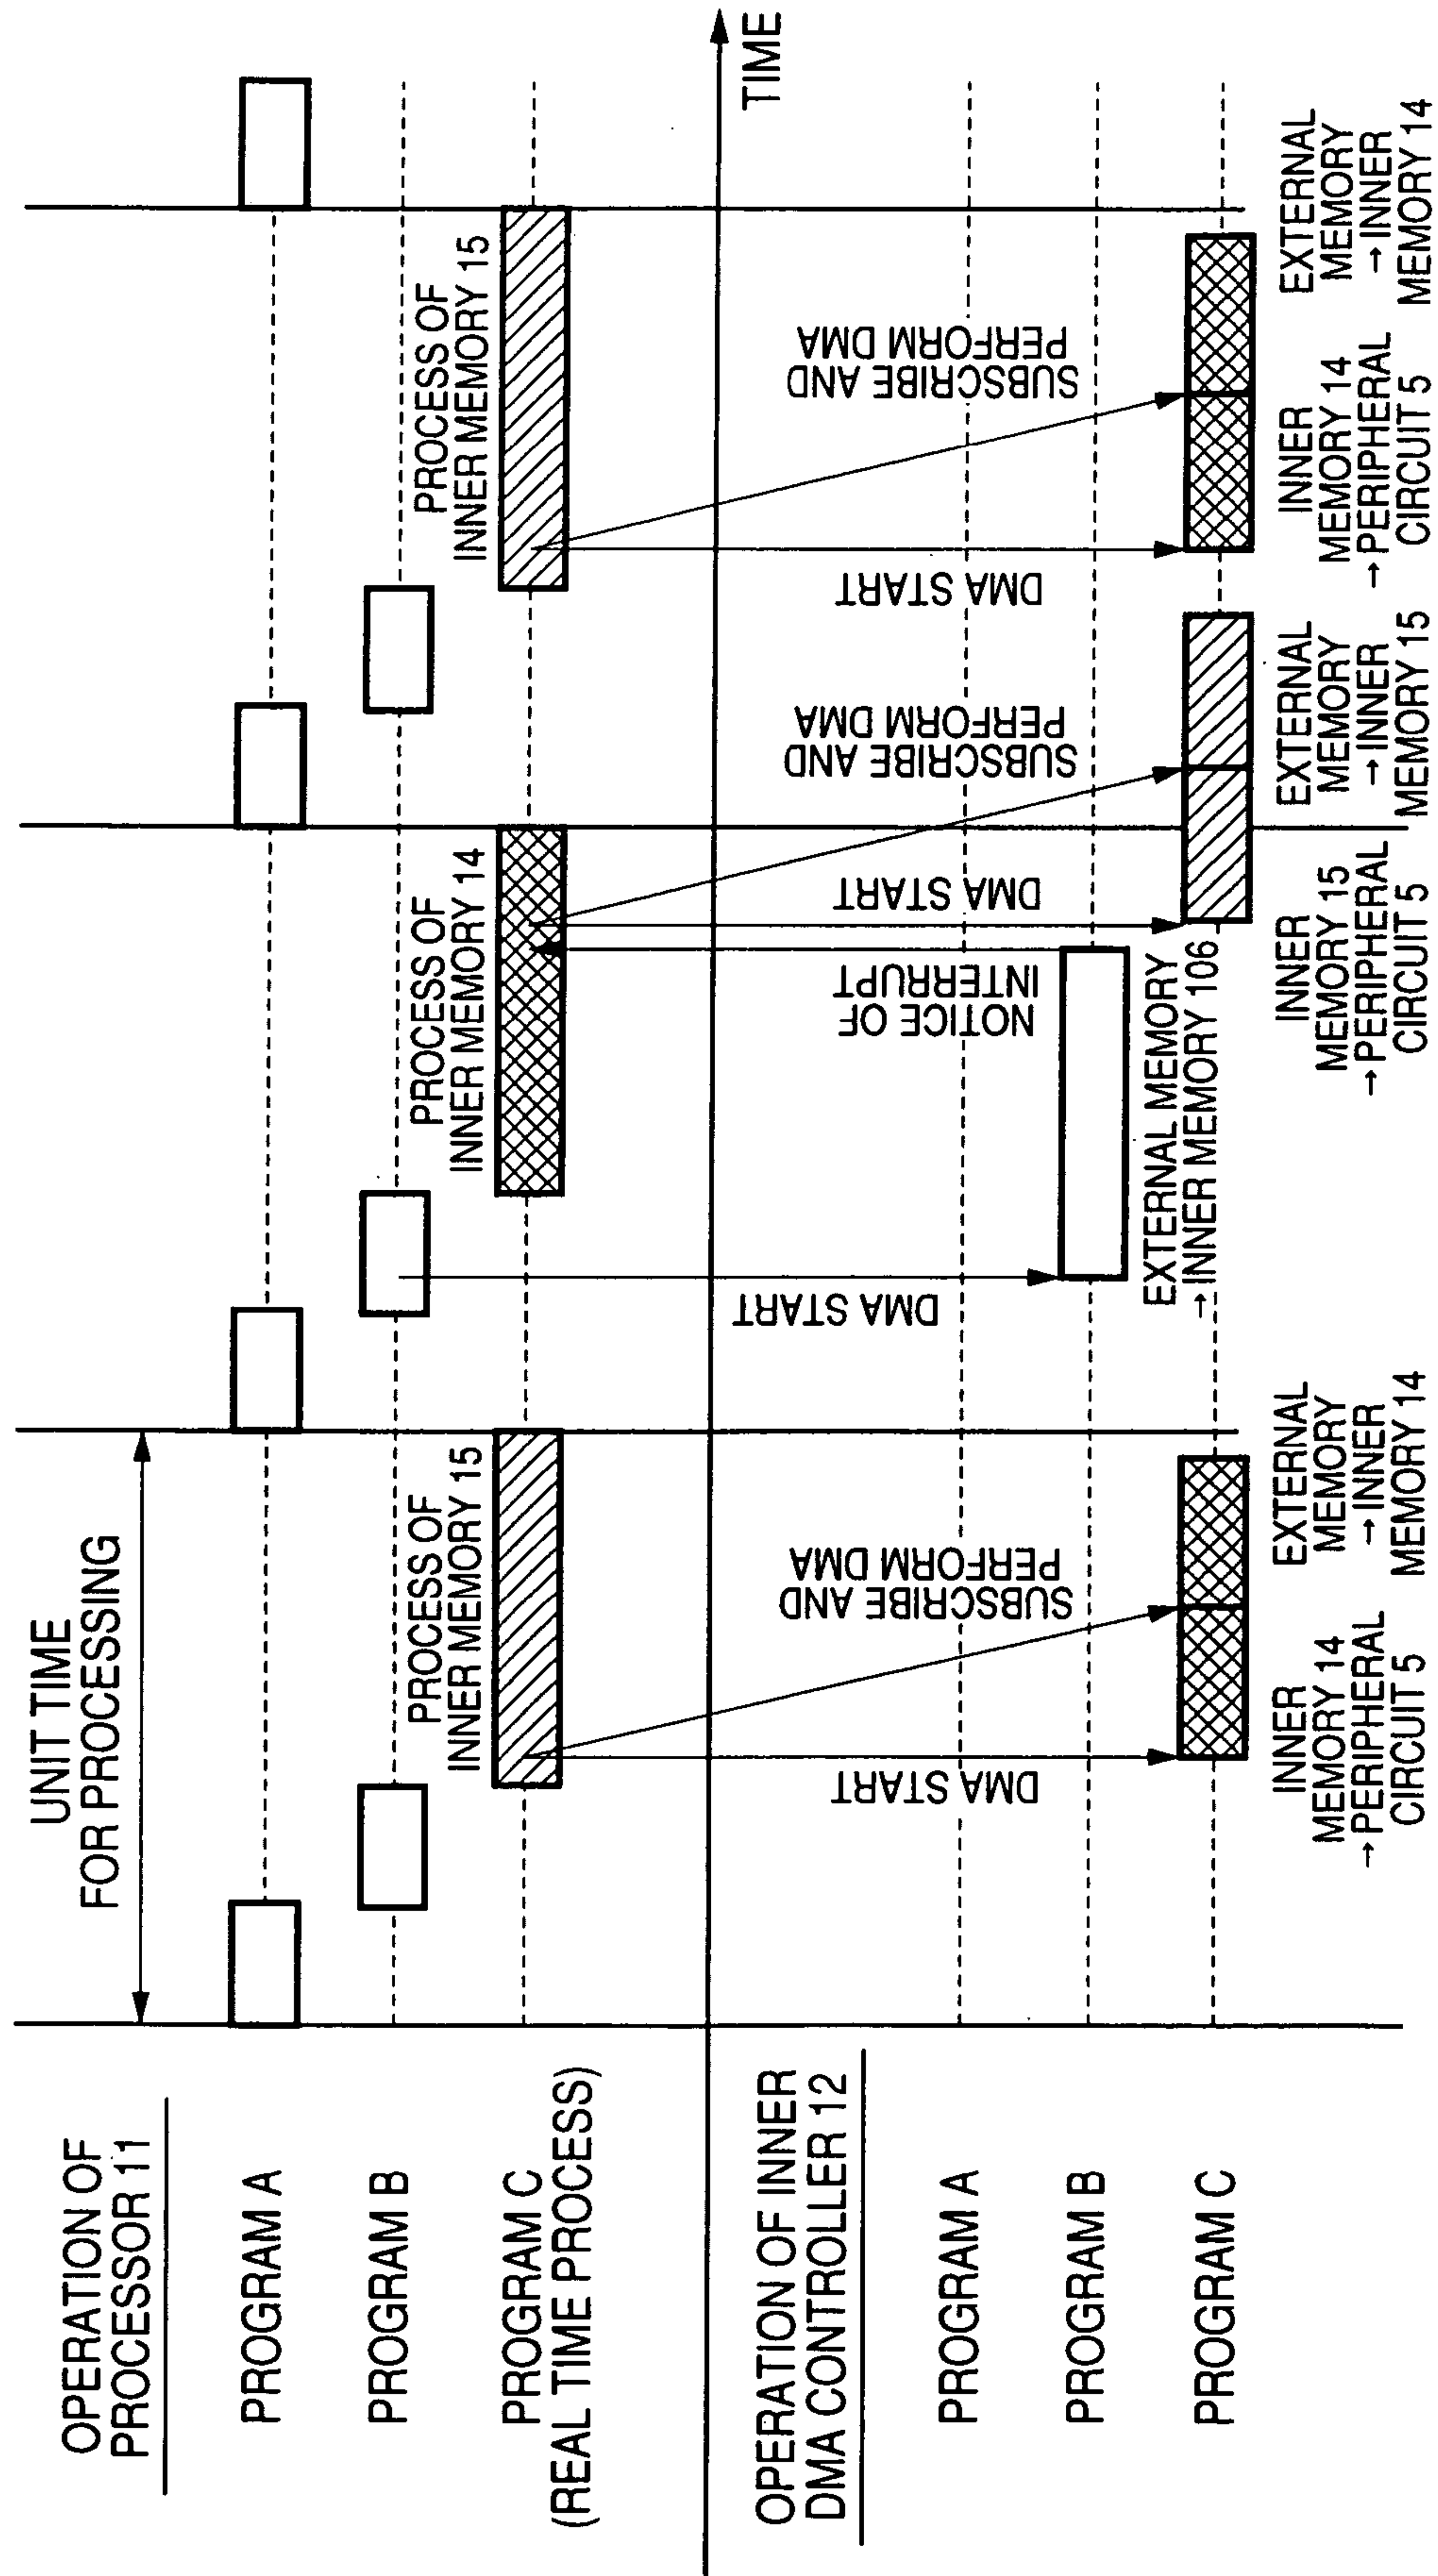 UNIT TIME
FOR PROCESSING
OPERATION OF
PROCESSOR 11
PROGRAM A
PROGRAM B
PROGRAM C
(REAL TIME PROCESS)
PROCESS OF
INNER MEMORY 15
PROCESS OF
INNER MEMORY 14
PROCESS OF
INNER MEMORY 15
TIME
OPERATION OF INNER
DMA CONTROLLER 12
PROGRAM A
PROGRAM B
PROGRAM C
DMA START
SUBSCRIBE AND
PERFORM DMA
DMA START
NOTICE OF
INTERRUPT
DMA START
SUBSCRIBE AND
PERFORM DMA
DMA START
SUBSCRIBE AND
PERFORM DMA
EXTERNAL MEMORY
→INNER MEMORY 106
INNER
MEMORY 14
→PERIPHERAL
CIRCUIT 5
EXTERNAL
MEMORY
→INNER
MEMORY 14
INNER
MEMORY 15
→PERIPHERAL
CIRCUIT 5
EXTERNAL
MEMORY
→INNER
MEMORY 15
INNER
MEMORY 14
→PERIPHERAL
CIRCUIT 5
EXTERNAL
MEMORY
→INNER
MEMORY 14